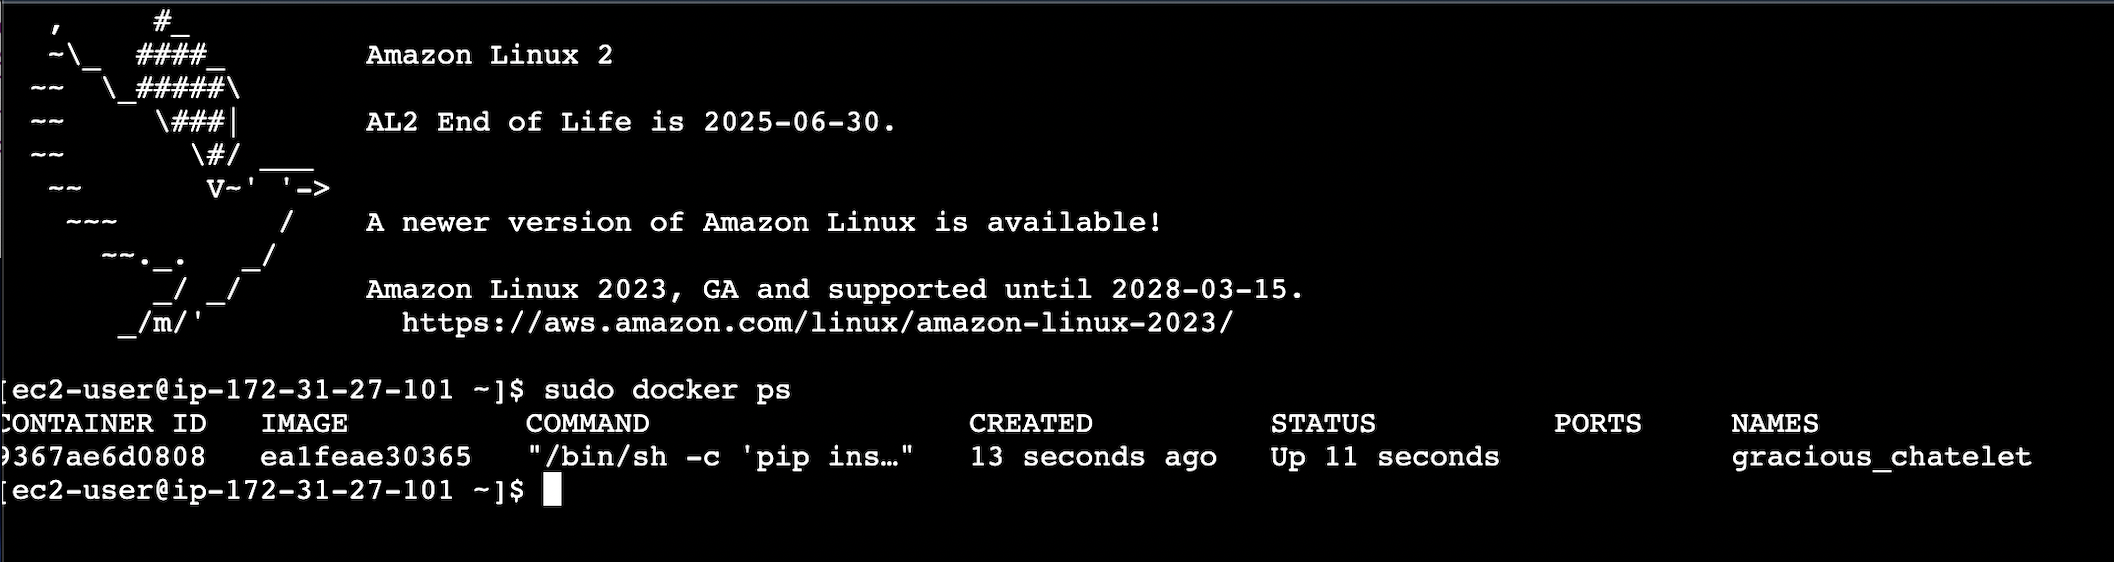 ,     #_
   ~\_  ####_        Amazon Linux 2
  ~~  \_#####\
  ~~     \###|       AL2 End of Life is 2025-06-30.
  ~~       \#/ ___
   ~~       V~' '->
    ~~~         /    A newer version of Amazon Linux is available!
      ~~._.   _/
         _/ _/       Amazon Linux 2023, GA and supported until 2028-03-15.
       _/m/'           https://aws.amazon.com/linux/amazon-linux-2023/
[ec2-user@ip-172-31-27-101 ~]$ sudo docker ps
CONTAINER ID   IMAGE          COMMAND                  CREATED          STATUS          PORTS     NAMES
9367ae6d0808   ea1feae30365   "/bin/sh -c 'pip ins…"   13 seconds ago   Up 11 seconds             gracious_chatelet
[ec2-user@ip-172-31-27-101 ~]$